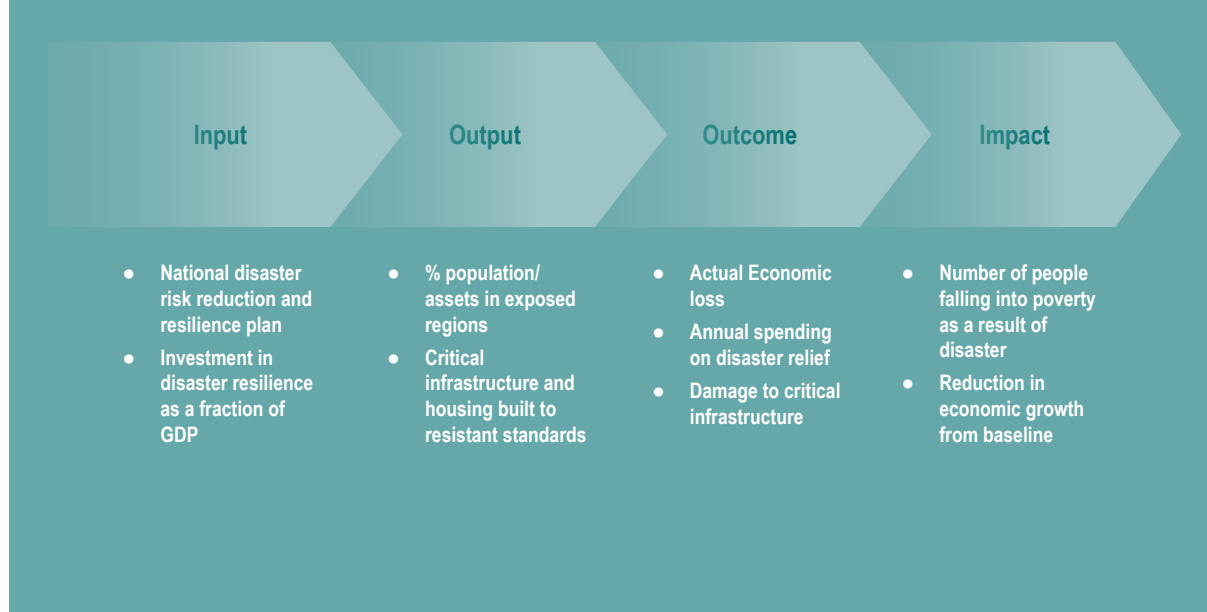 Input
Output
Outcome
Impact
● National disaster
risk reduction and
resilience plan
● Investment in
disaster resilience
as a fraction of
GDP
● % population/
assets in exposed
regions
● Critical
infrastructure and
housing built to
resistant standards
● Actual Economic
loss
● Annual spending
on disaster relief
● Damage to critical
infrastructure
● Number of people
falling into poverty
as a result of
disaster
● Reduction in
economic growth
from baseline